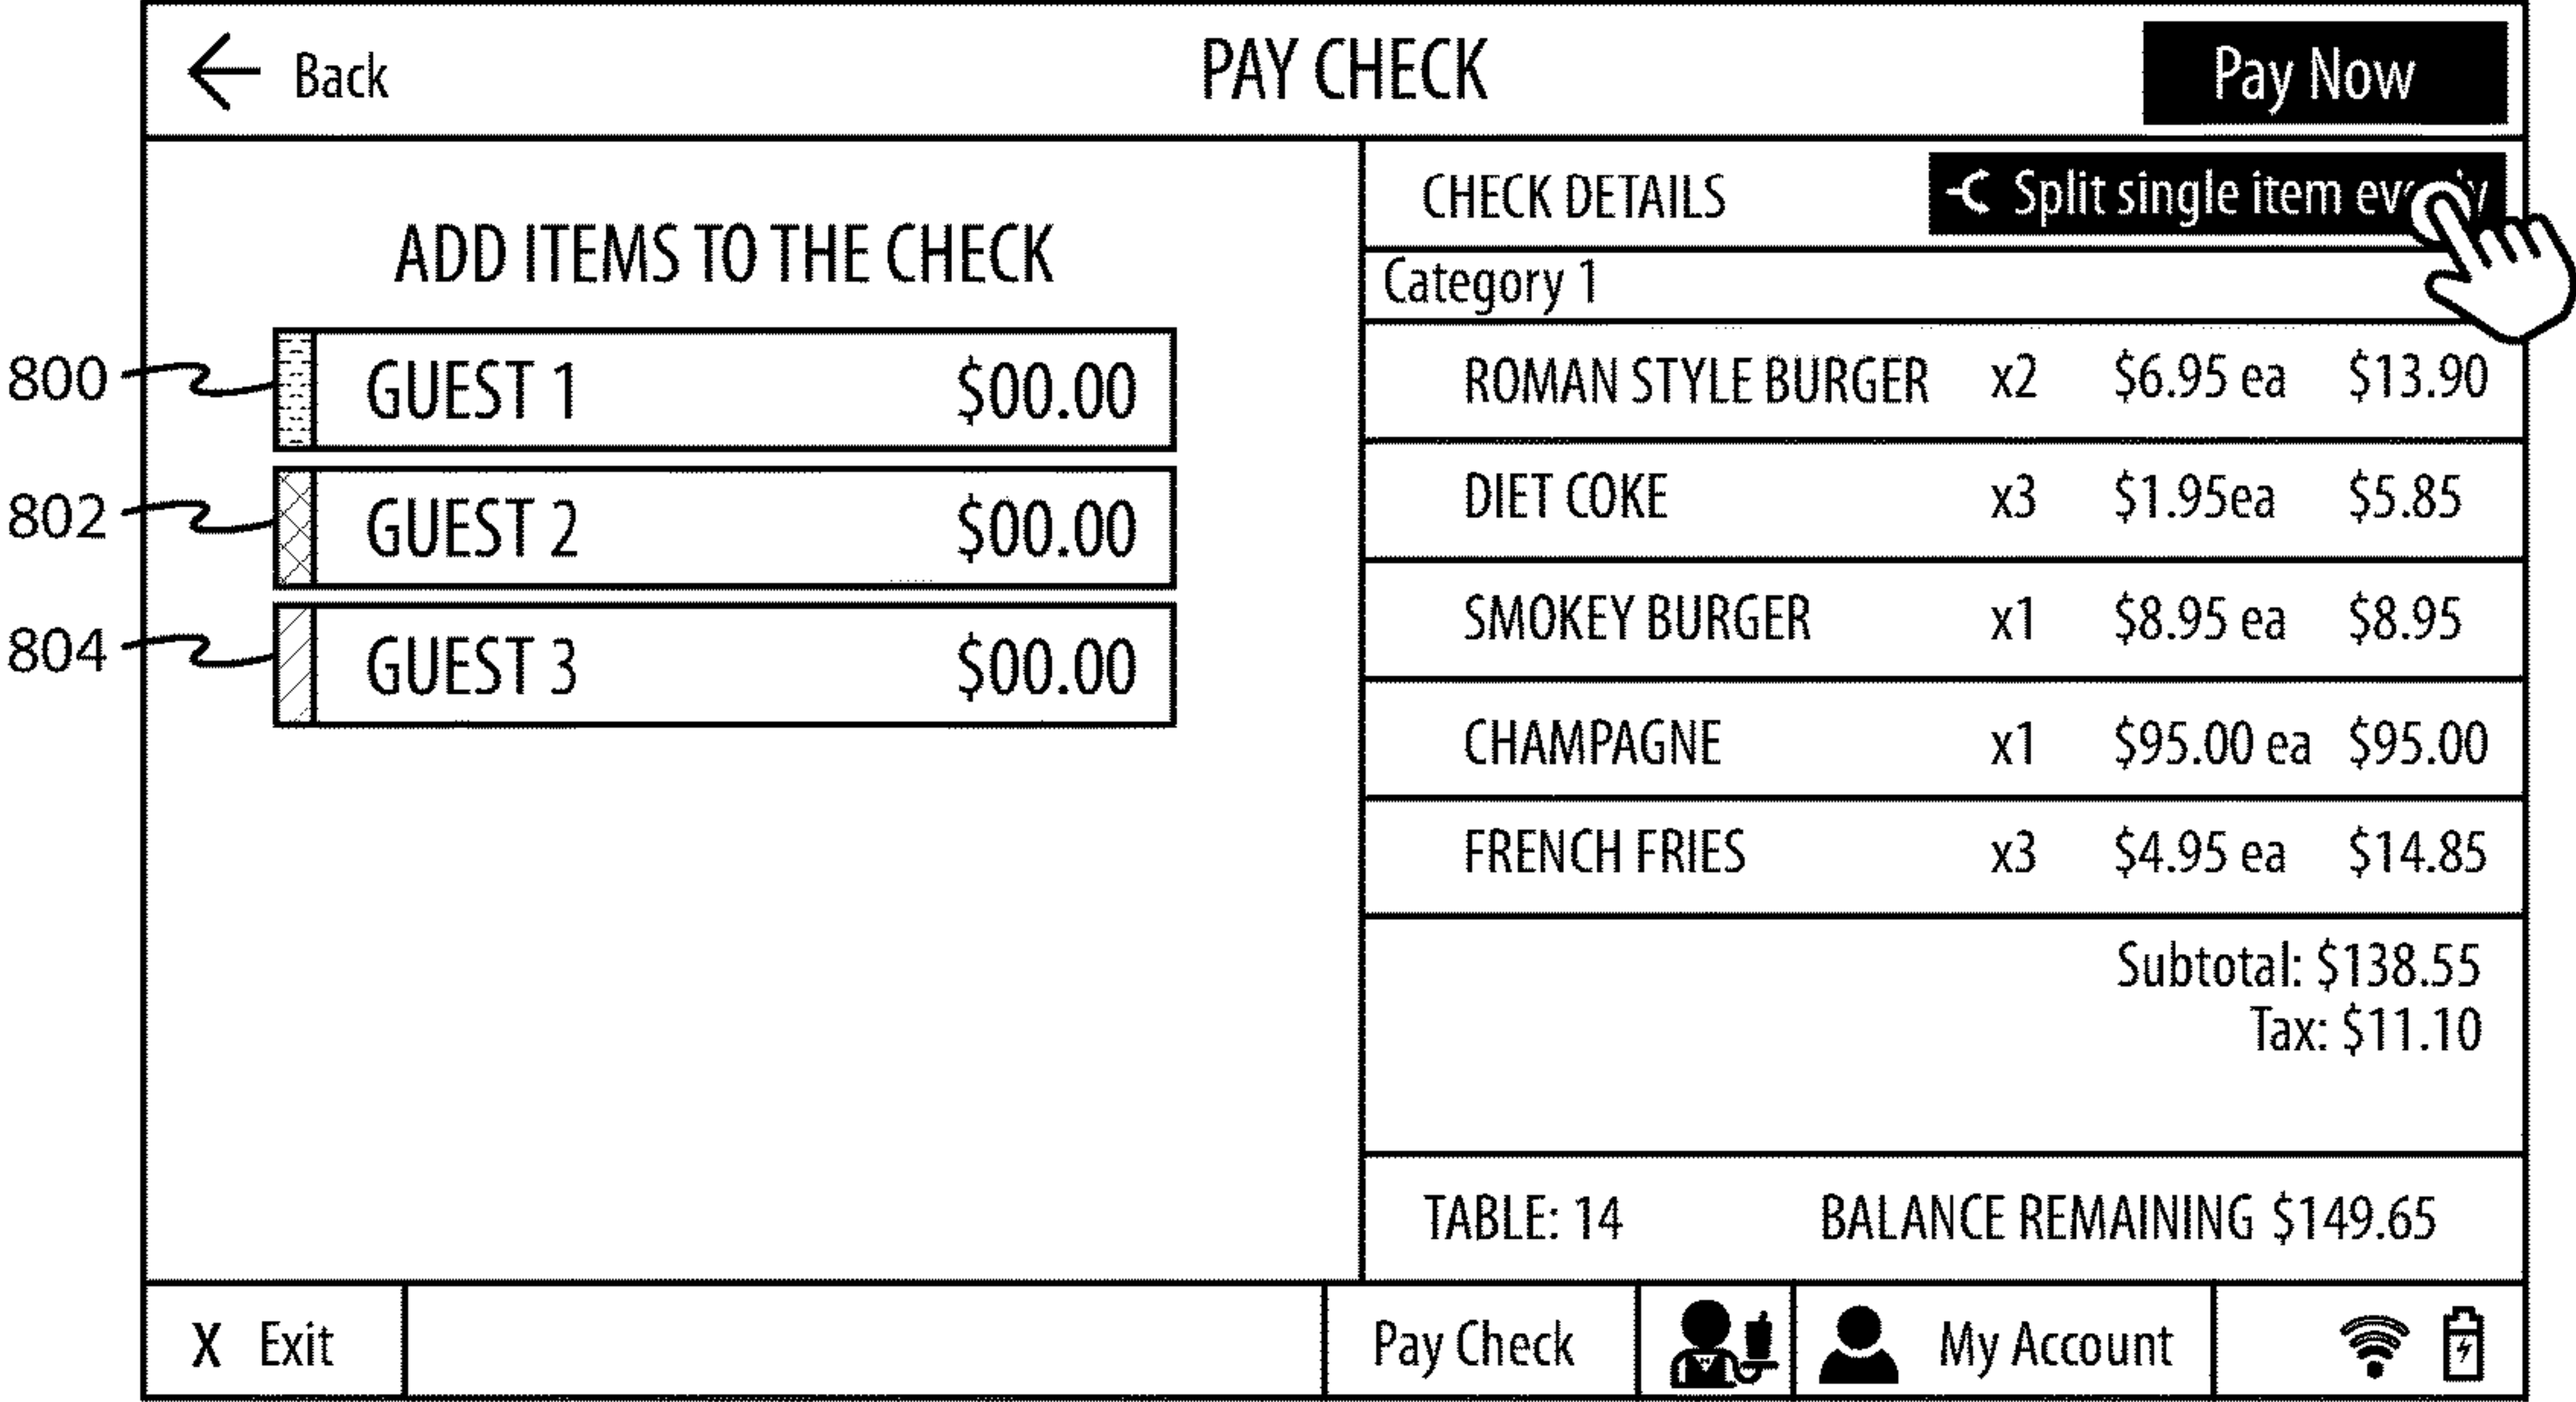 Back PAY CHECK Pay Now
ADD ITEMS TO THE CHECK
800 GUEST 1 $00.00
802 GUEST 2 $00.00
804 GUEST 3 $00.00
CHECK DETAILS Split single item
Category 1
ROMAN STYLE BURGER x2 $6.95 ea $13.90
DIET COKE x3 $1.95ea $5.85
SMOKEY BURGER x1 $8.95 ea $8.95
CHAMPAGNE x1 $95.00 ea $95.00
FRENCH FRIES x3 $4.95 ea $14.85
Subtotal: $138.55
Tax: $11.10
TABLE: 14 BALANCE REMAINING $149.65
X Exit Pay Check My Account